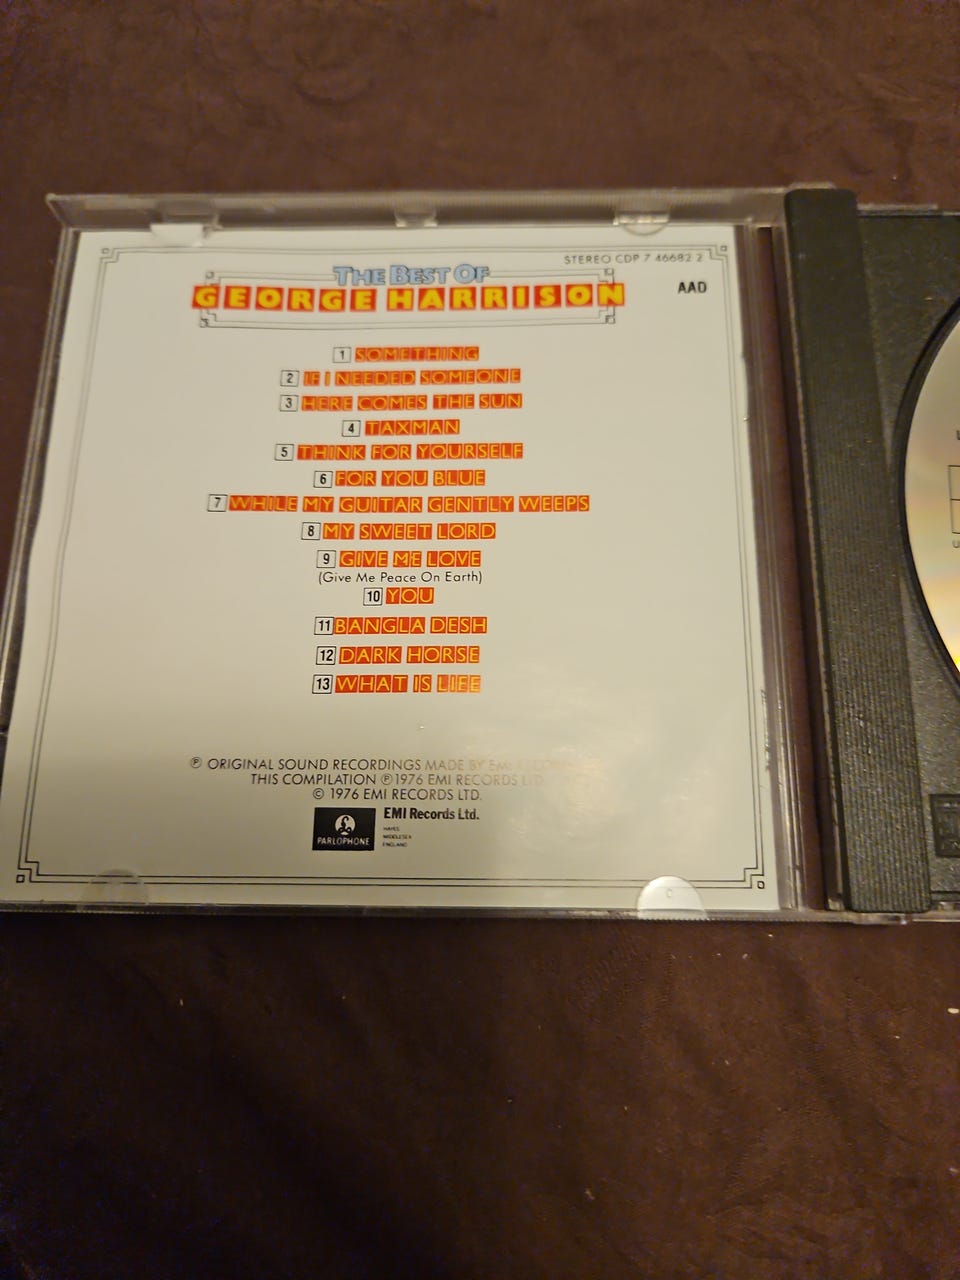 STEREO CDP 7 46682 2
THE BEST OF
GEORGE HARRISON
AAD
1 SOMETHING
2 IF I NEEDED SOMEONE
3 HERE COMES THE SUN
4 TAXMAN
5 THINK FOR YOURSELF
6 FOR YOU BLUE
7 WHILE MY GUITAR GENTLY WEEPS
8 MY SWEET LORD
9 GIVE ME LOVE
(Give Me Peace On Earth)
10 YOU
11 BANGLA DESH
12 DARK HORSE
13 WHAT IS LIFE
℗ ORIGINAL SOUND RECORDINGS MADE BY EMI
THIS COMPILATION ℗ 1976 EMI RECORDS LTD.
© 1976 EMI RECORDS LTD.
PARLOPHONE
EMI Records Ltd.
HAYES
MIDDLESEX
ENGLAND